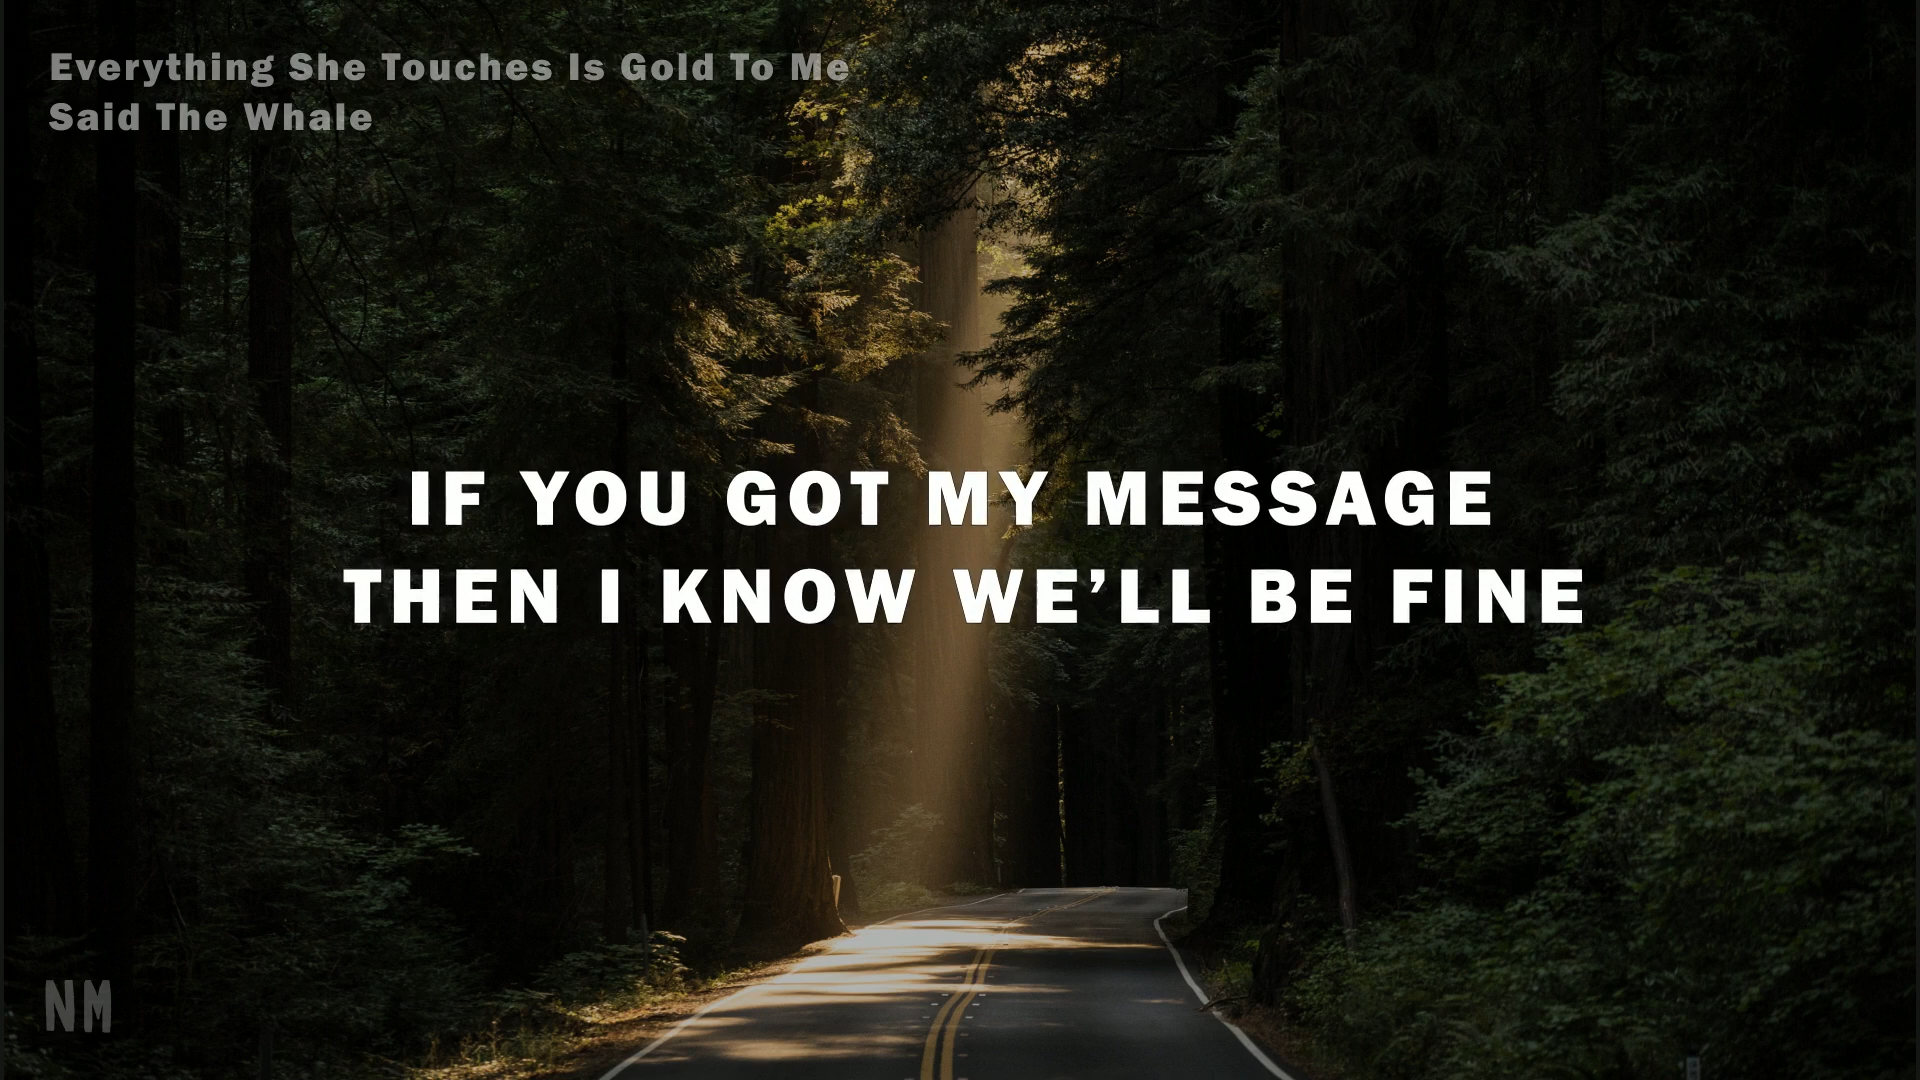 Everything She Touches Is Gold To Me
Said The Whale
IF YOU GOT MY MESSAGE
THEN I KNOW WE’LL BE FINE
NM